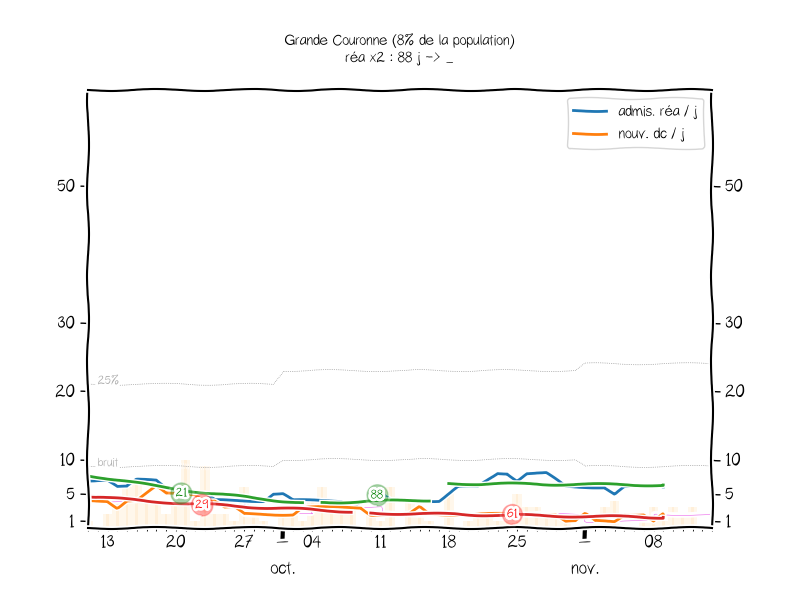 Grande Couronne (8% de la population)
réa x2 : 88 j -> _
admis. réa / j
nouv. dc / j
50 50
30 30
25%
20 20
bruit
10 10
5 5
1 1
21
29
88
61
13 20 27 04 11 18 25 08
oct. nov.